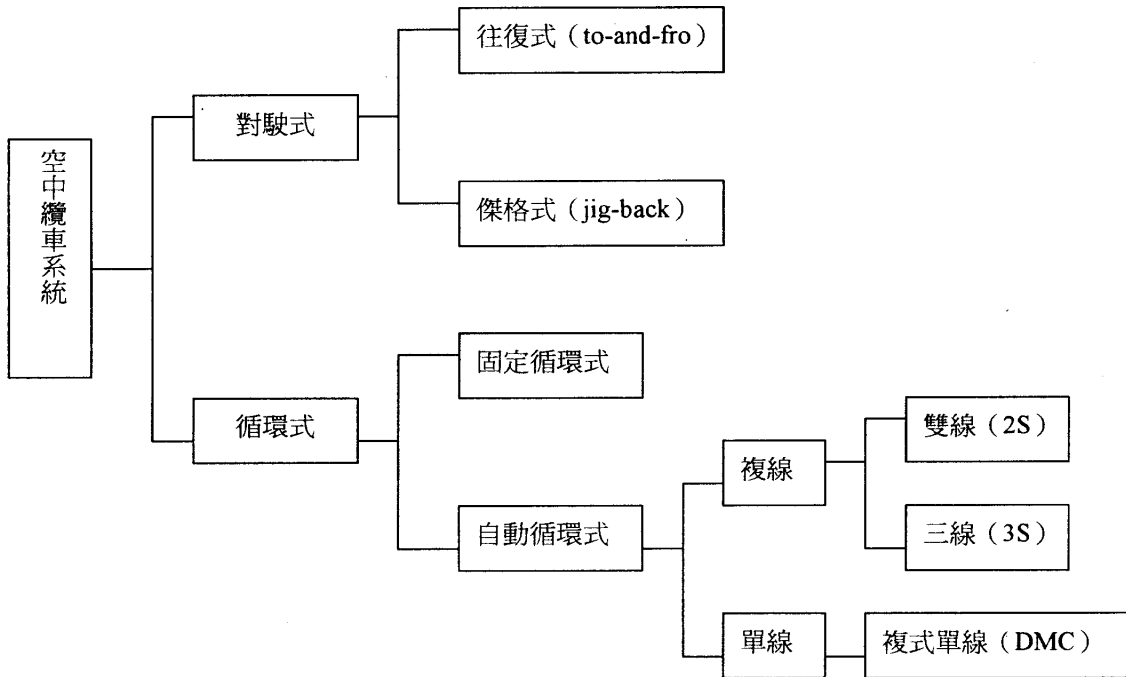 空中纜車系統
對駛式
往復式（to-and-fro）
傑格式（jig-back）
循環式
固定循環式
自動循環式
複線
雙線（2S）
三線（3S）
單線
複式單線（DMC）